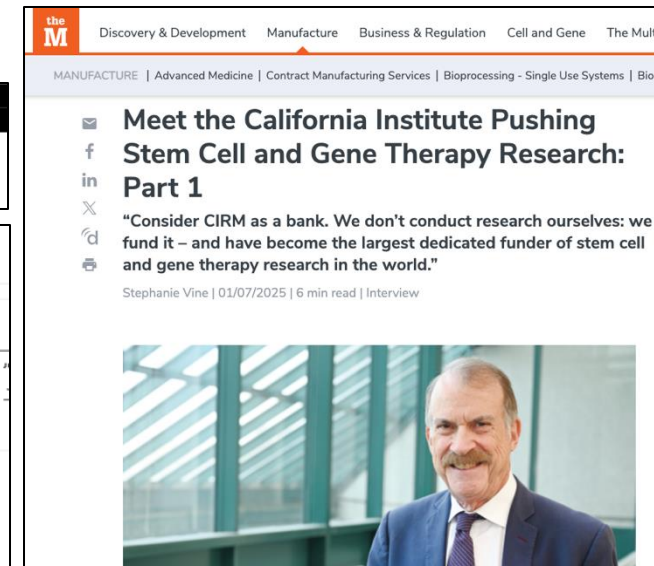 the
M
Discovery & Development Manufacture Business & Regulation Cell and Gene The Mult
MANUFACTURE | Advanced Medicine | Contract Manufacturing Services | Bioprocessing - Single Use Systems | Bio
Meet the California Institute Pushing
Stem Cell and Gene Therapy Research:
Part 1
“Consider CIRM as a bank. We don’t conduct research ourselves: we
fund it – and have become the largest dedicated funder of stem cell
and gene therapy research in the world.”
Stephanie Vine | 01/07/2025 | 6 min read | Interview